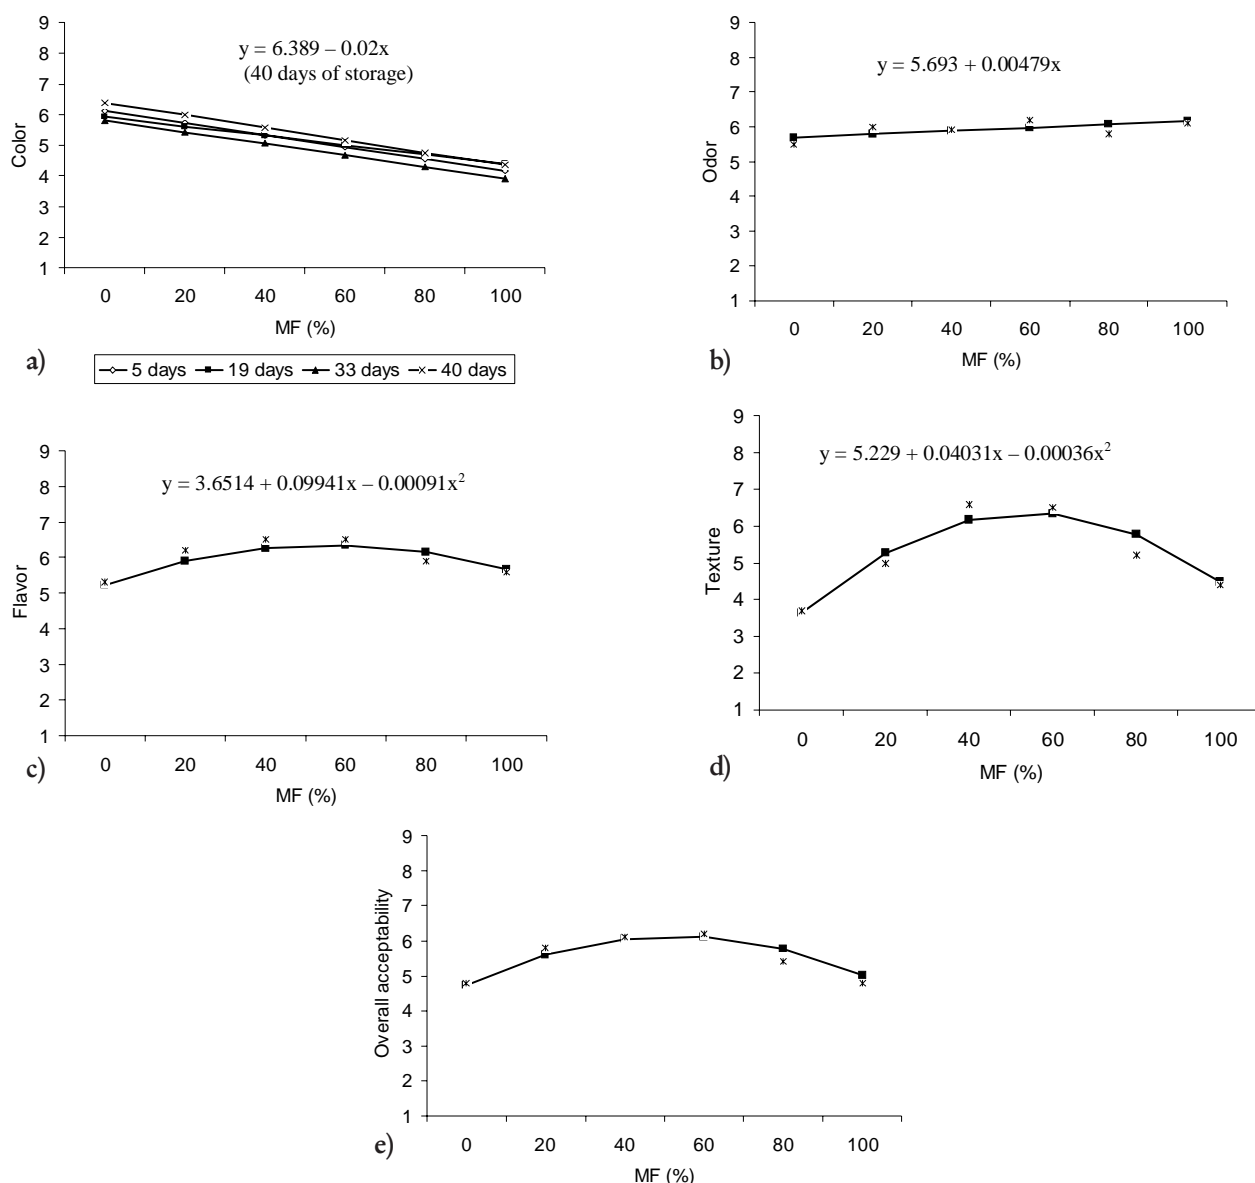 y = 6.389 – 0.02x
(40 days of storage)
Color
9
8
7
6
5
4
3
2
1
0 20 40 60 80 100
MF (%)
a)
5 days 19 days 33 days 40 days
y = 5.693 + 0.00479x
Odor
9
8
7
6
5
4
3
2
1
0 20 40 60 80 100
MF (%)
b)
y = 3.6514 + 0.09941x – 0.00091x²
Flavor
9
8
7
6
5
4
3
2
1
0 20 40 60 80 100
MF (%)
c)
y = 5.229 + 0.04031x – 0.00036x²
Texture
9
8
7
6
5
4
3
2
1
0 20 40 60 80 100
MF (%)
d)
Overall acceptability
9
8
7
6
5
4
3
2
1
0 20 40 60 80 100
MF (%)
e)